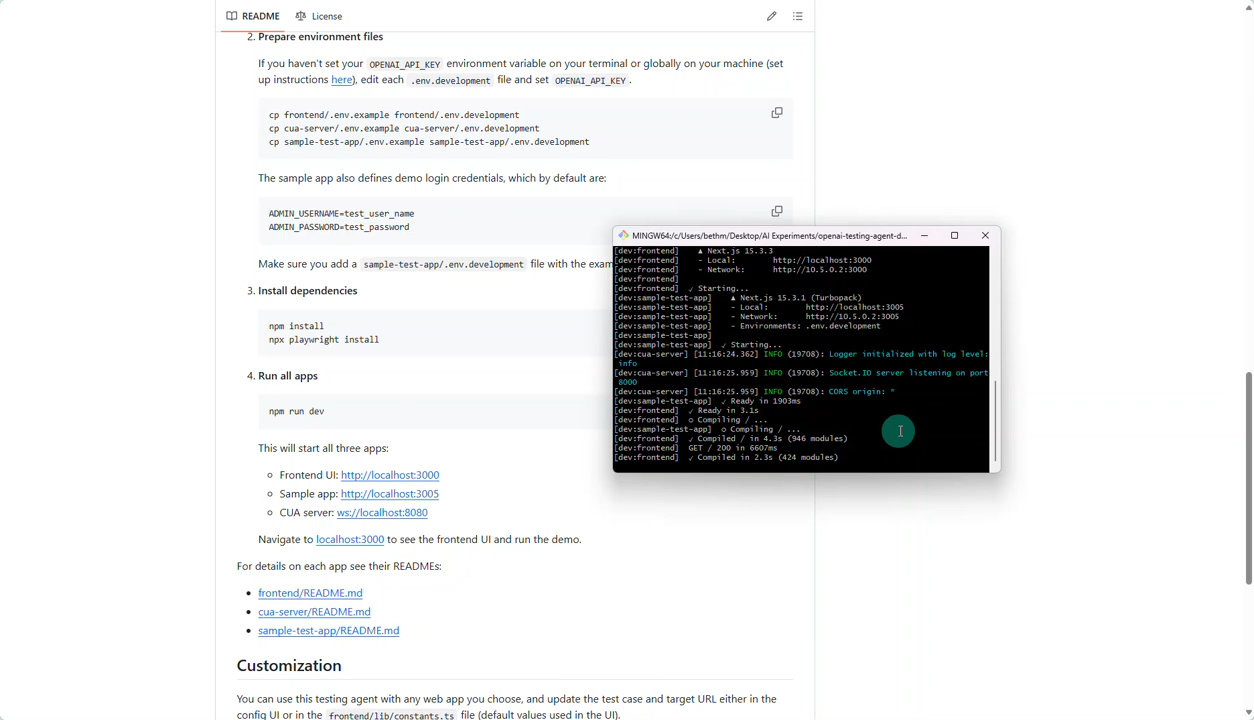 README
License
2. Prepare environment files
If you haven't set your OPENAI_API_KEY environment variable on your terminal or globally on your machine (set
up instructions here), edit each .env.development file and set OPENAI_API_KEY.
cp frontend/.env.example frontend/.env.development
cp cua-server/.env.example cua-server/.env.development
cp sample-test-app/.env.example sample-test-app/.env.development
The sample app also defines demo login credentials, which by default are:
ADMIN_USERNAME=test_user_name
ADMIN_PASSWORD=test_password
Make sure you add a sample-test-app/.env.development file with the exam
3. Install dependencies
npm install
npx playwright install
4. Run all apps
npm run dev
This will start all three apps:
Frontend UI: http://localhost:3000
Sample app: http://localhost:3005
CUA server: ws://localhost:8080
Navigate to localhost:3000 to see the frontend UI and run the demo.
For details on each app see their READMEs:
frontend/README.md
cua-server/README.md
sample-test-app/README.md
Customization
You can use this testing agent with any web app you choose, and update the test case and target URL either in the
config UI or in the frontend/lib/constants.ts file (default values used in the UI).
MINGW64:/c/Users/bethm/Desktop/AI Experiments/openai-testing-agent-d...
[dev:frontend] ▲ Next.js 15.3.3
[dev:frontend] - Local: http://localhost:3000
[dev:frontend] - Network: http://10.5.0.2:3000
[dev:frontend]
[dev:frontend] ✓ Starting...
[dev:sample-test-app] ▲ Next.js 15.3.1 (Turbopack)
[dev:sample-test-app] - Local: http://localhost:3005
[dev:sample-test-app] - Network: http://10.5.0.2:3005
[dev:sample-test-app] - Environments: .env.development
[dev:sample-test-app]
[dev:sample-test-app] ✓ Starting...
[dev:cua-server] [11:16:24.362] INFO (19708): Logger initialized with log level:
info
[dev:cua-server] [11:16:25.959] INFO (19708): Socket.IO server listening on port
8000
[dev:cua-server] [11:16:25.959] INFO (19708): CORS origin: *
[dev:sample-test-app] ✓ Ready in 1903ms
[dev:frontend] ✓ Ready in 3.1s
[dev:frontend] ○ Compiling / ...
[dev:sample-test-app] ○ Compiling / ...
[dev:frontend] ✓ Compiled / in 4.3s (946 modules)
[dev:frontend] GET / 200 in 6607ms
[dev:frontend] ✓ Compiled in 2.3s (424 modules)